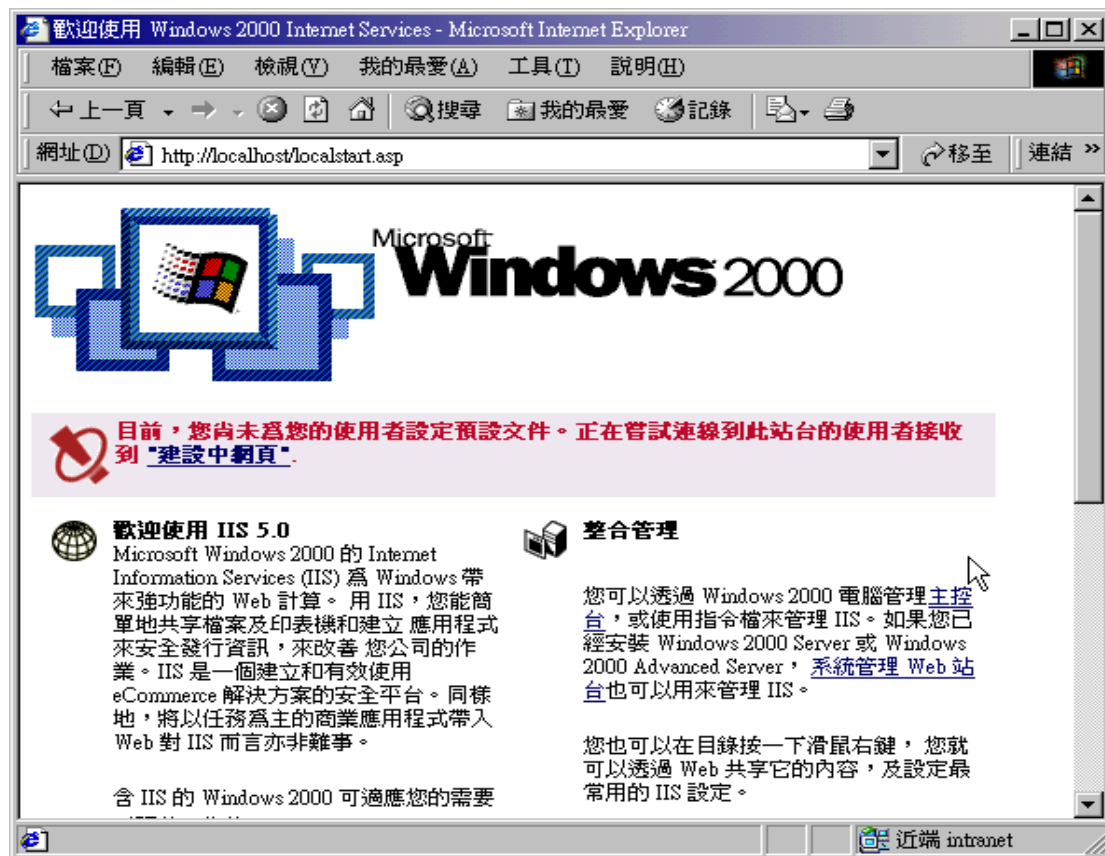 歡迎使用 Windows 2000 Internet Services - Microsoft Internet Explorer
檔案(F) 編輯(E) 檢視(V) 我的最愛(A) 工具(T) 說明(H)
上一頁 搜尋 我的最愛 記錄
網址(D) http://localhost/localstart.asp 移至 連結 »
Microsoft
Windows 2000
目前，您尚未為您的使用者設定預設文件。正在嘗試連線到此站台的使用者接收
到 "建設中網頁".
歡迎使用 IIS 5.0
Microsoft Windows 2000 的 Internet
Information Services (IIS) 為 Windows 帶
來強功能的 Web 計算。 用 IIS，您能簡
單地共享檔案及印表機和建立 應用程式
來安全發行資訊，來改善 您公司的作
業。IIS 是一個建立和有效使用
eCommerce 解決方案的安全平台。同樣
地，將以任務為主的商業應用程式帶入
Web 對 IIS 而言亦非難事。
含 IIS 的 Windows 2000 可適應您的需要
整合管理
您可以透過 Windows 2000 電腦管理主控
台，或使用指令檔來管理 IIS。如果您已
經安裝 Windows 2000 Server 或 Windows
2000 Advanced Server， 系統管理 Web 站
台也可以用來管理 IIS。
您也可以在目錄按一下滑鼠右鍵， 您就
可以透過 Web 共享它的內容，及設定最
常用的 IIS 設定。
近端 intranet